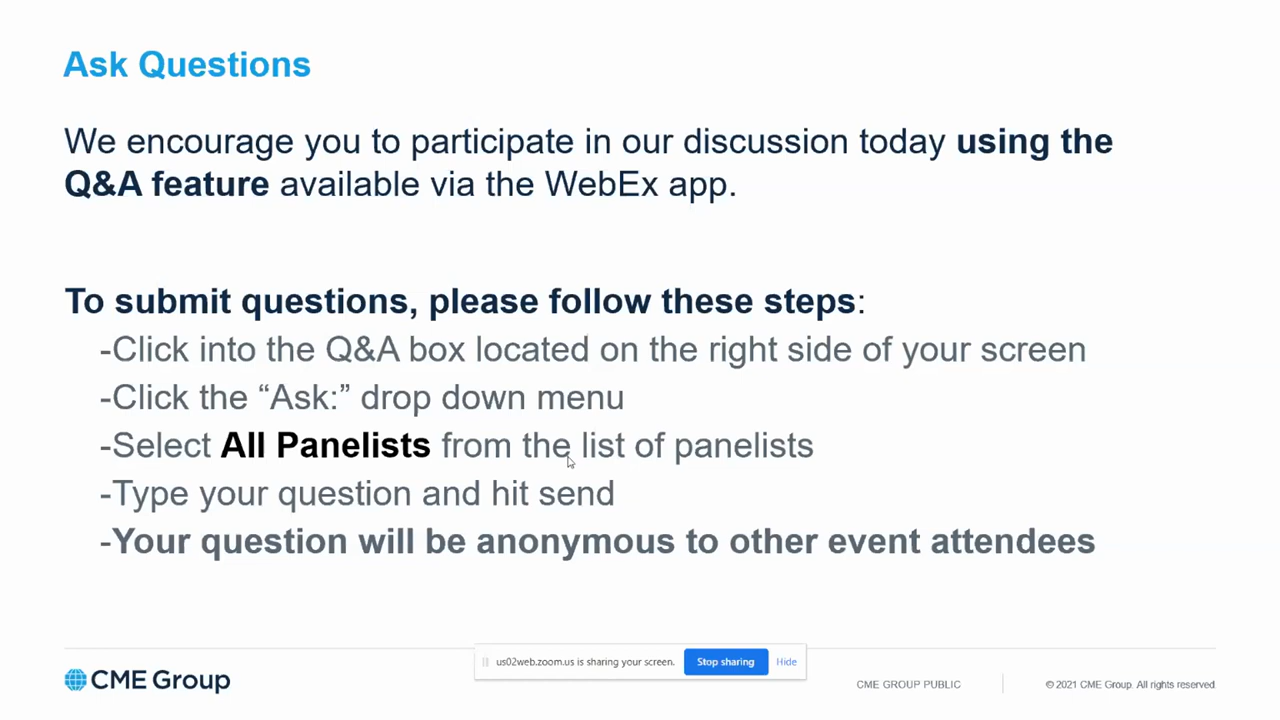 Ask Questions
We encourage you to participate in our discussion today using the
Q&A feature available via the WebEx app.
To submit questions, please follow these steps:
-Click into the Q&A box located on the right side of your screen
-Click the “Ask:” drop down menu
-Select All Panelists from the list of panelists
-Type your question and hit send
-Your question will be anonymous to other event attendees
us02web.zoom.us is sharing your screen. Stop sharing Hide
CME Group
CME GROUP PUBLIC
© 2021 CME Group. All rights reserved